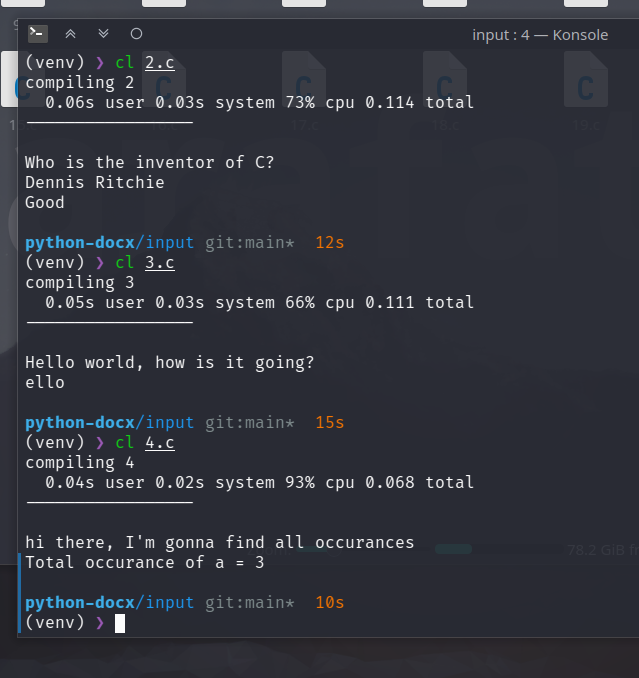 input : 4 — Konsole
(venv) ❯ cl 2.c
compiling 2
0.06s user 0.03s system 73% cpu 0.114 total
─────────────────
Who is the inventor of C?
Dennis Ritchie
Good
python-docx/input git:main* 12s
(venv) ❯ cl 3.c
compiling 3
0.05s user 0.03s system 66% cpu 0.111 total
─────────────────
Hello world, how is it going?
ello
python-docx/input git:main* 15s
(venv) ❯ cl 4.c
compiling 4
0.04s user 0.02s system 93% cpu 0.068 total
─────────────────
hi there, I'm gonna find all occurances
78.2 GiB
Total occurance of a = 3
python-docx/input git:main* 10s
(venv) ❯